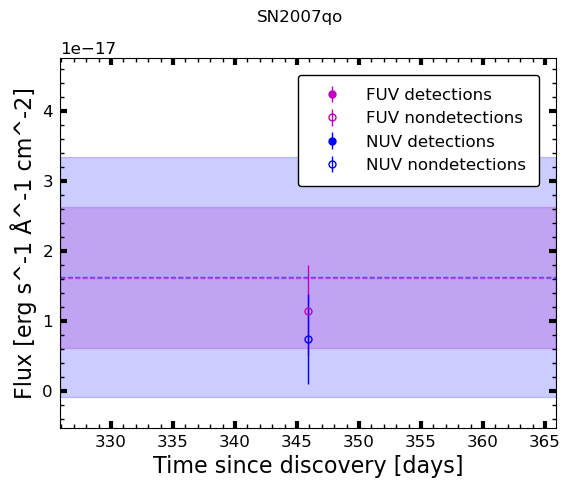 SN2007qo
1e−17
FUV detections
FUV nondetections
NUV detections
NUV nondetections
4
3
2
1
0
Flux [erg s^-1 Å^-1 cm^-2]
330
335
340
345
350
355
360
365
Time since discovery [days]